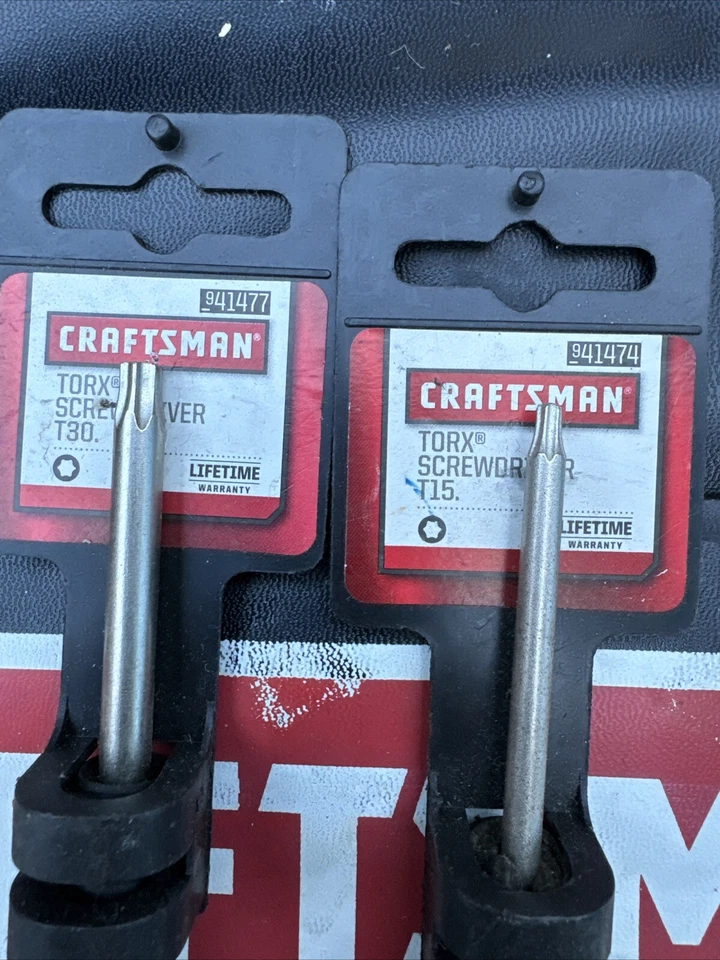 941477
CRAFTSMAN®
TORX®
T30.
LIFETIME
WARRANTY
941474
CRAFTSMAN®
TORX®
T15.
LIFETIME
WARRANTY